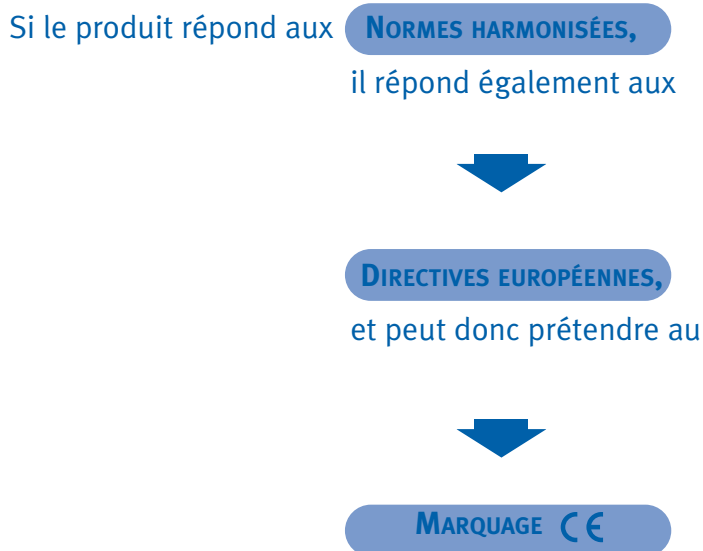 Si le produit répond aux NORMES HARMONISÉES,
il répond également aux
DIRECTIVES EUROPÉENNES,
et peut donc prétendre au
MARQUAGE CE